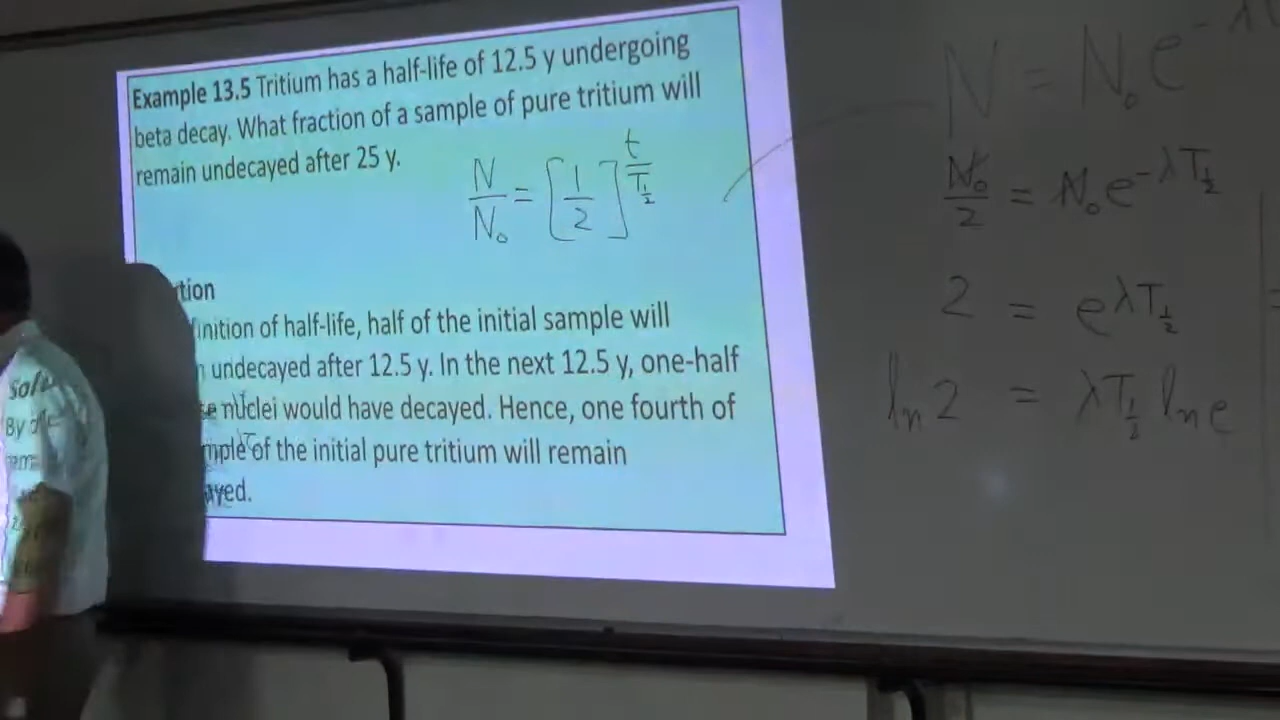 Example 13.5 Tritium has a half-life of 12.5 y undergoing
beta decay. What fraction of a sample of pure tritium will
remain undecayed after 25 y.
N/N₀ = [1/2]^(t/T½)
tion
inition of half-life, half of the initial sample will
undecayed after 12.5 y. In the next 12.5 y, one-half
nuclei would have decayed. Hence, one fourth of
mple of the initial pure tritium will remain
ayed.
N = N₀e^-λ
N₀/2 = N₀e^-λT½
2 = e^λT½
ln 2 = λT½ ln e
Solu
By